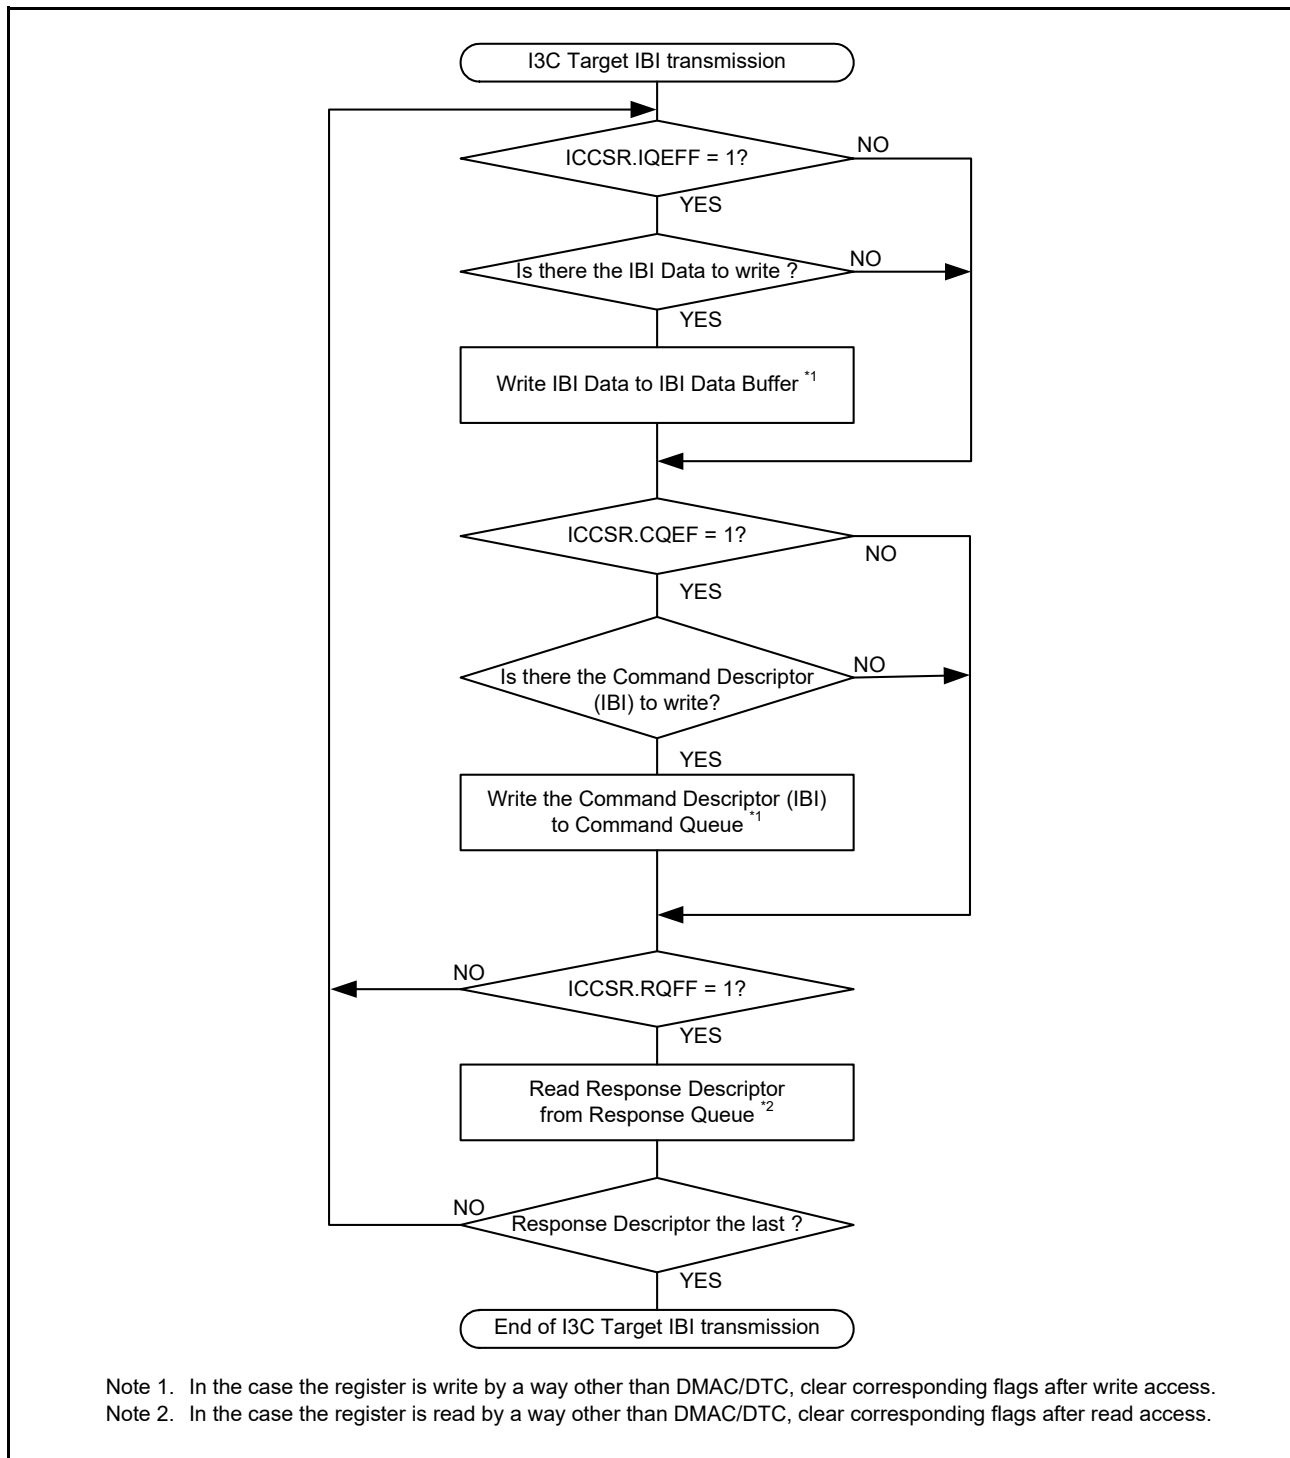 I3C Target IBI transmission
ICCSR.IQEFF = 1?
NO
YES
Is there the IBI Data to write ?
NO
YES
Write IBI Data to IBI Data Buffer *1
ICCSR.CQEF = 1?
NO
YES
Is there the Command Descriptor
(IBI) to write?
NO
YES
Write the Command Descriptor (IBI)
to Command Queue *1
NO
ICCSR.RQFF = 1?
YES
Read Response Descriptor
from Response Queue *2
NO
Response Descriptor the last ?
YES
End of I3C Target IBI transmission
Note 1. In the case the register is write by a way other than DMAC/DTC, clear corresponding flags after write access.
Note 2. In the case the register is read by a way other than DMAC/DTC, clear corresponding flags after read access.